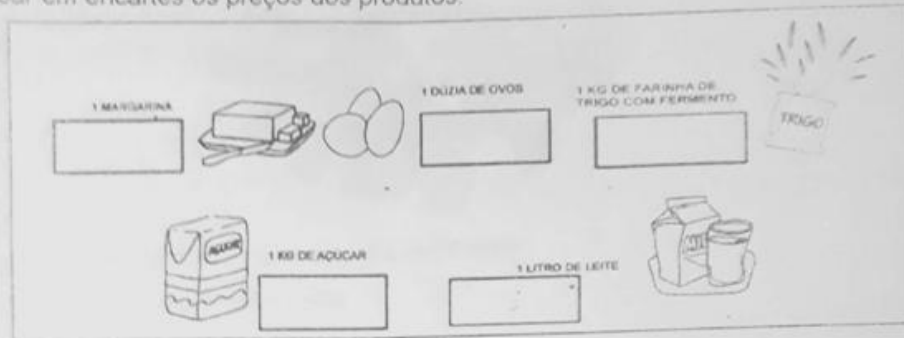 car em encartes os preços dos produtos.
1 MARGARINA
1 DÚZIA DE OVOS
1 KG DE FARINHA DE
TRIGO COM FERMENTO
TRIGO
AÇÚCAR
1 KG DE AÇÚCAR
1 LITRO DE LEITE